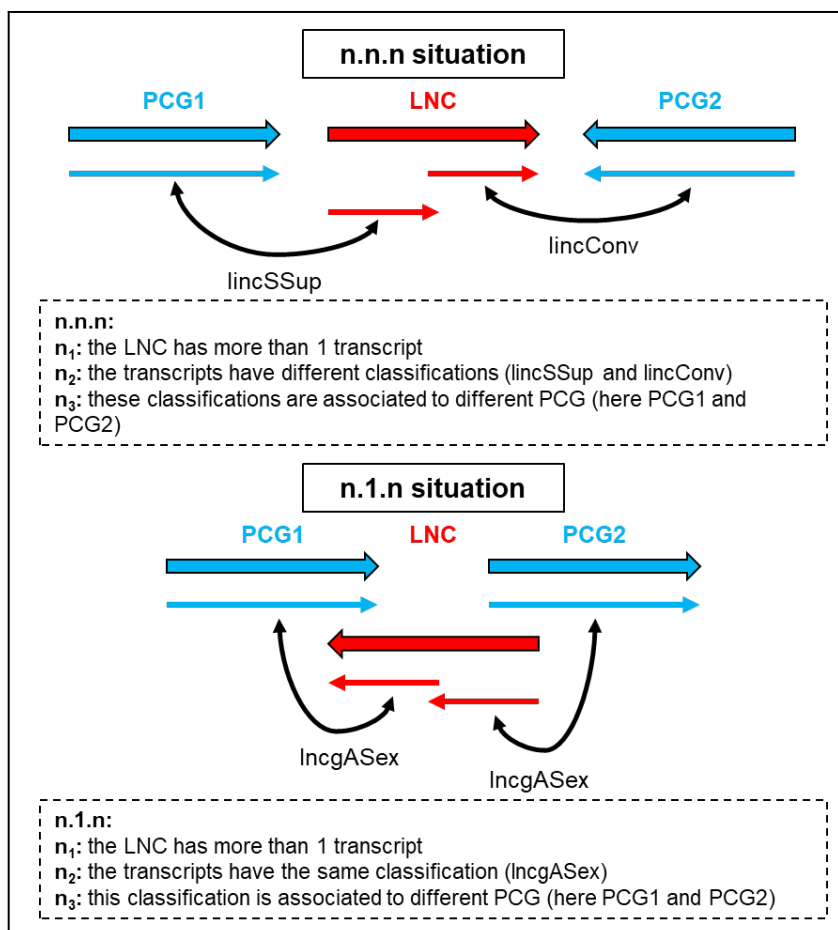 n.n.n situation
PCG1 LNC PCG2
lincConv
lincSSup
n.n.n:
n₁: the LNC has more than 1 transcript
n₂: the transcripts have different classifications (lincSSup and lincConv)
n₃: these classifications are associated to different PCG (here PCG1 and
PCG2)
n.1.n situation
PCG1 LNC PCG2
lncgASex
lncgASex
n.1.n:
n₁: the LNC has more than 1 transcript
n₂: the transcripts have the same classification (lncgASex)
n₃: this classification is associated to different PCG (here PCG1 and PCG2)